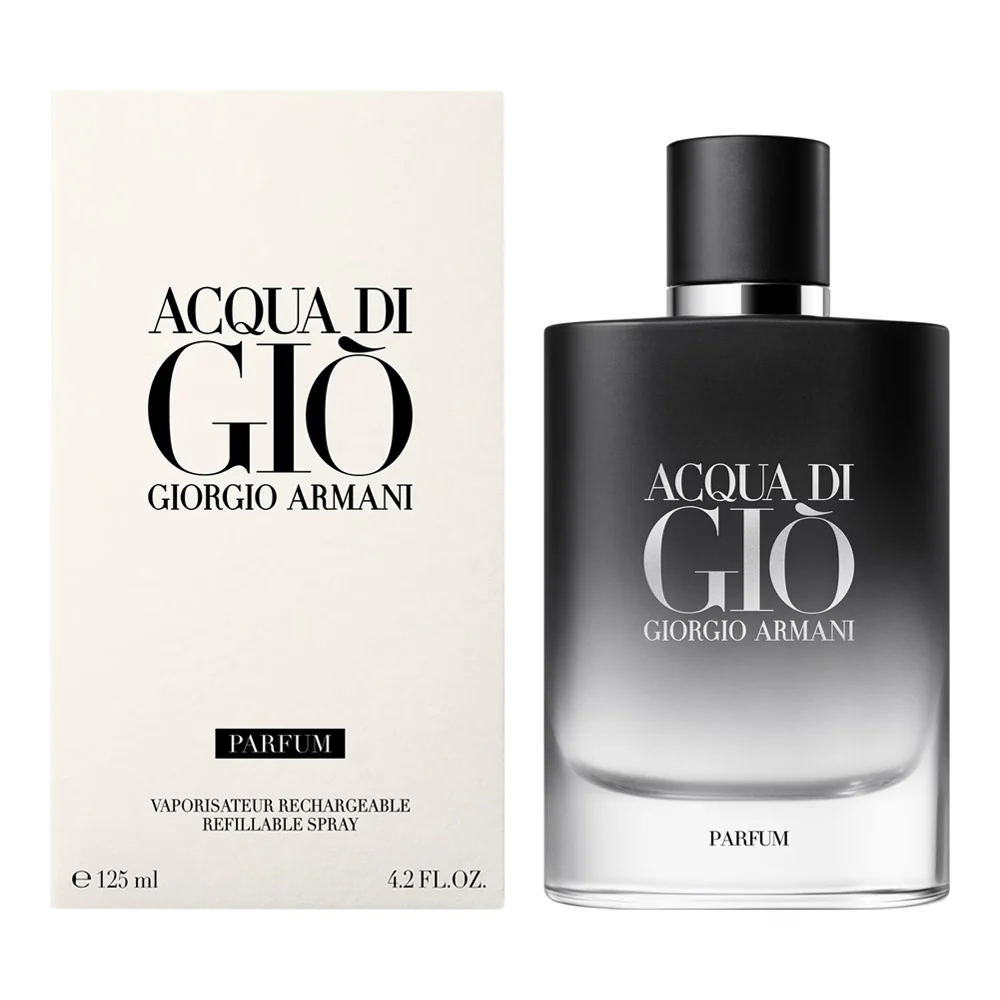 ACQUA DI
GIÒ
GIORGIO ARMANI
PARFUM
VAPORISATEUR RECHARGEABLE
REFILLABLE SPRAY
℮ 125 ml
4.2 FL.OZ.
ACQUA DI
GIÒ
GIORGIO ARMANI
PARFUM